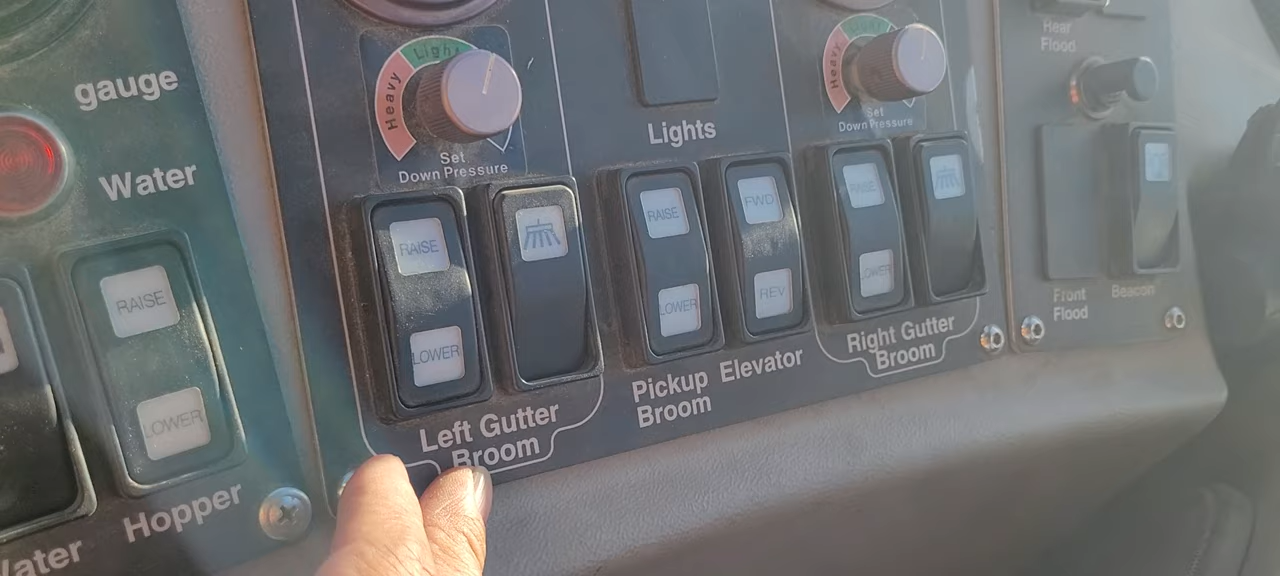 gauge
Water
RAISE
LOWER
Hopper
Water
Heavy
Light
Set
Down Pressure
RAISE
LOWER
Left Gutter
Broom
Lights
RAISE
LOWER
Pickup
Broom
FWD
REV
Elevator
Heavy
Light
Set
Down Pressure
RAISE
LOWER
Right Gutter
Broom
Rear
Flood
Front
Flood
Beacon